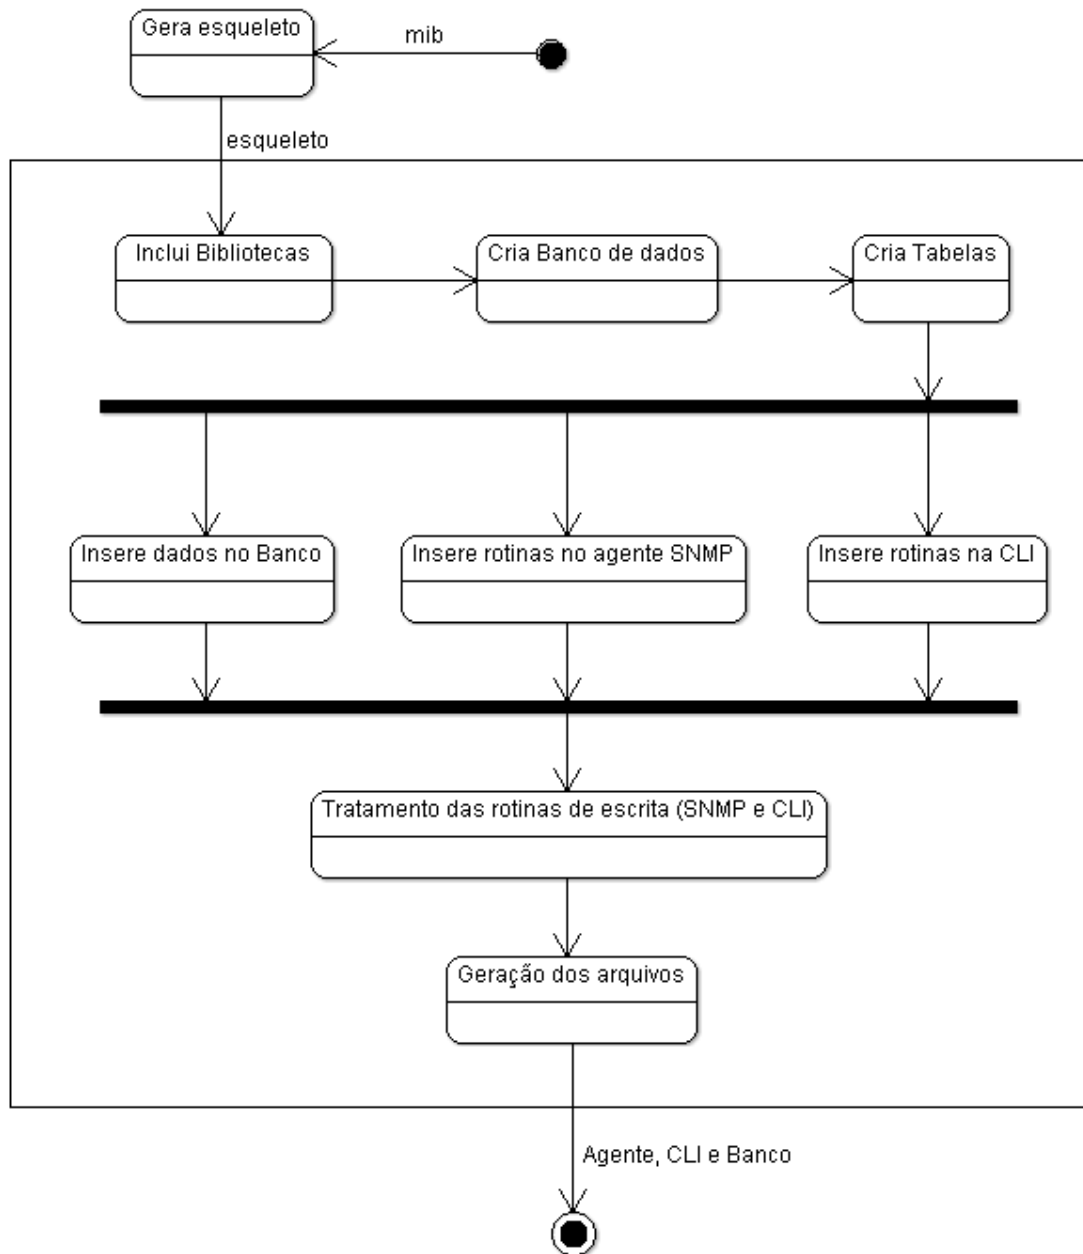 Gera esqueleto
mib
esqueleto
Inclui Bibliotecas
Cria Banco de dados
Cria Tabelas
Insere dados no Banco
Insere rotinas no agente SNMP
Insere rotinas na CLI
Tratamento das rotinas de escrita (SNMP e CLI)
Geração dos arquivos
Agente, CLI e Banco